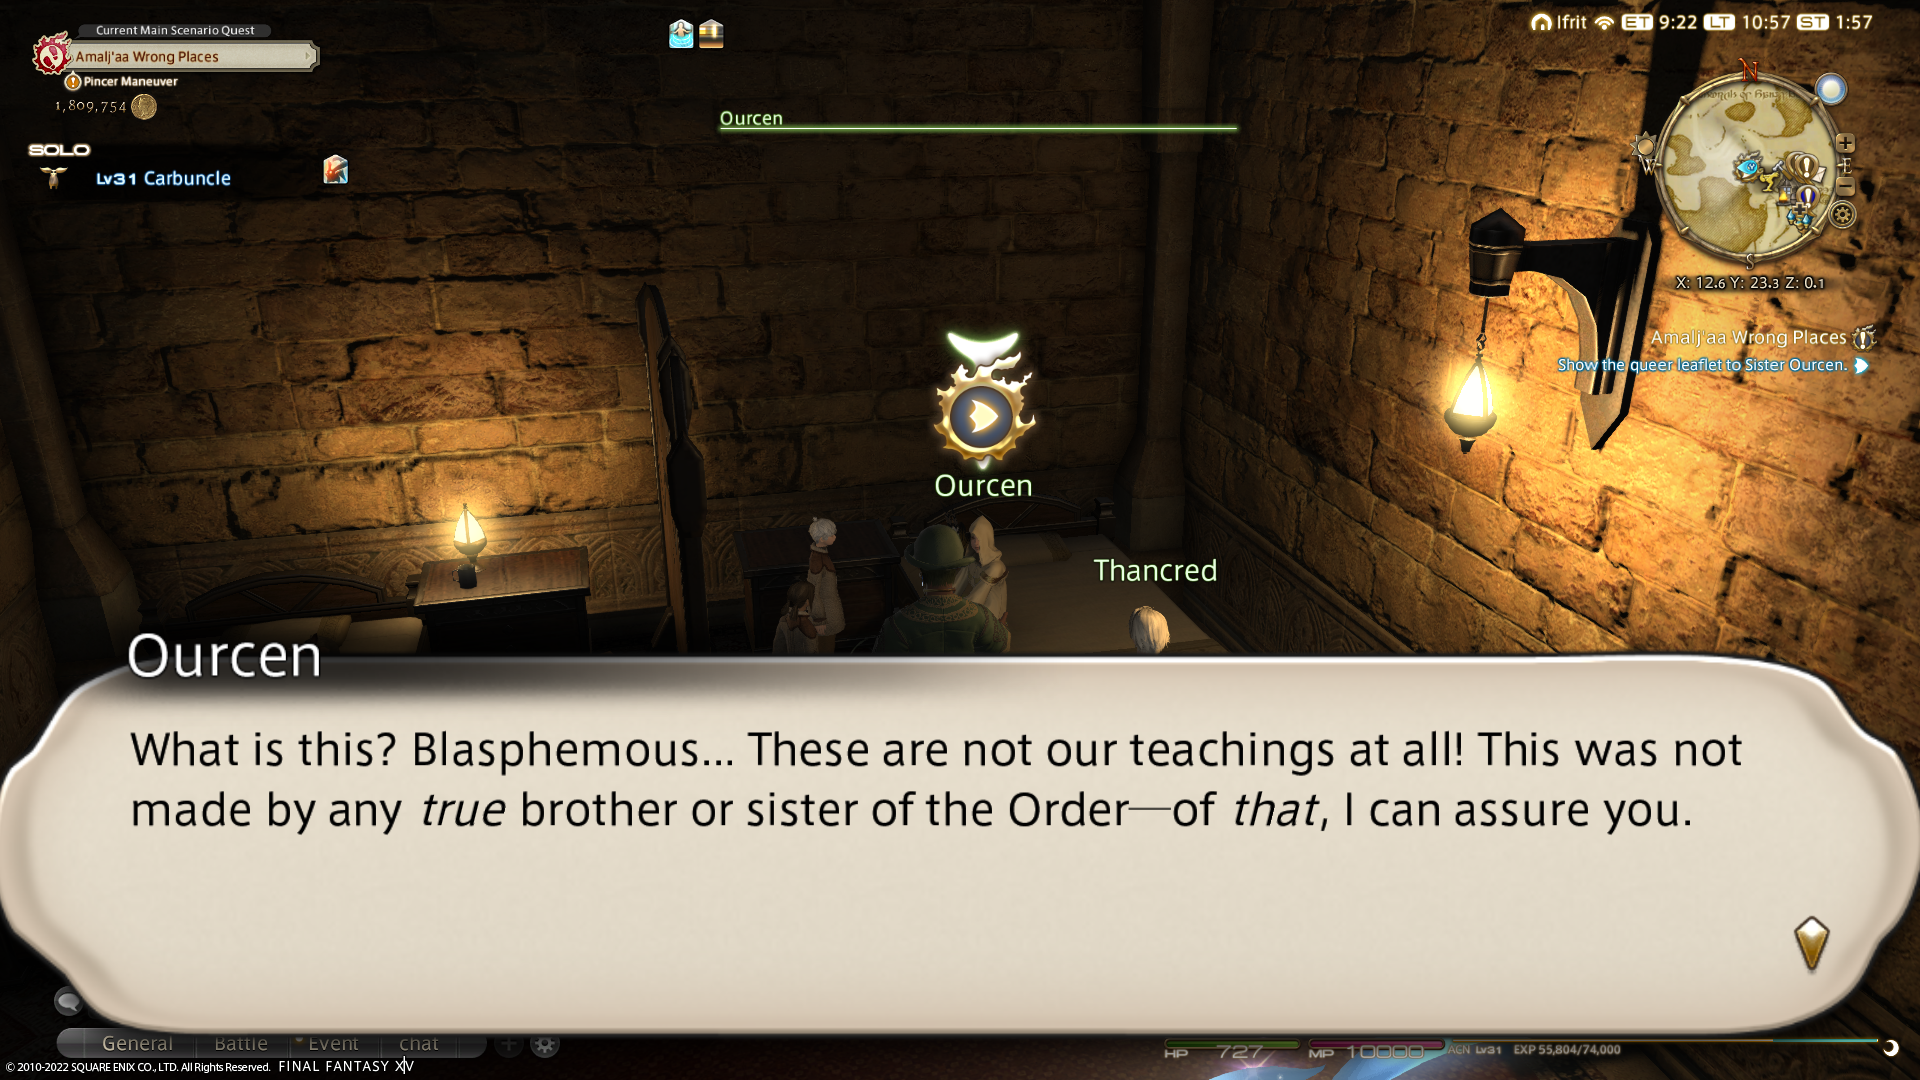 Current Main Scenario Quest
Amalj'aa Wrong Places
Pincer Maneuver
1,809,754
SOLO
Lv31 Carbuncle
Ourcen
Ifrit ET 9:22 LT 10:57 ST 1:57
N
W
E
S
X: 12.6 Y: 23.3 Z: 0.1
Amalj'aa Wrong Places
Show the queer leaflet to Sister Ourcen.
Ourcen
Thancred
Ourcen
What is this? Blasphemous... These are not our teachings at all! This was not
made by any true brother or sister of the Order—of that, I can assure you.
General Battle Event chat
HP 727 MP 10000 ACN Lv31 EXP 55,804/74,000
© 2010-2022 SQUARE ENIX CO., LTD. All Rights Reserved. FINAL FANTASY XIV